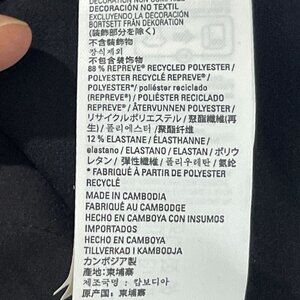 DECORACIÓN NO TEXTIL
EXCLUYENDO LA DECORACIÓN
BORTSETT FRÅN DEKORATION
(装飾部分を除く)
不含裝飾物
장식제외
不包含装饰物
88 % REPREVE® RECYCLED POLYESTER /
POLYESTER RECYCLÉ REPREVE® /
POLYESTER*/ poliéster reciclado
(REPREVE®) / POLIÉSTER RECICLADO
REPREVE® / ÅTERVUNNEN POLYESTER /
リサイクルポリエステル / 聚酯纖維(再
生) / 폴리에스터 /聚酯纤维
12 % ELASTANE / ÉLASTHANNE /
elastano / ELASTANO / ELASTAN / ポリウ
レタン / 彈性纖維 / 폴리우레탄 / 氨纶
* FABRIQUÉ À PARTIR DE POLYESTER
RECYCLÉ
MADE IN CAMBODIA
FABRIQUÉ AU CAMBODGE
HECHO EN CAMBOYA CON INSUMOS
IMPORTADOS
HECHO EN CAMBOYA
TILLVERKAD I KAMBODJA
カンボジア製
產地:柬埔寨
제조국명 : 캄보디아
原产地:柬埔寨